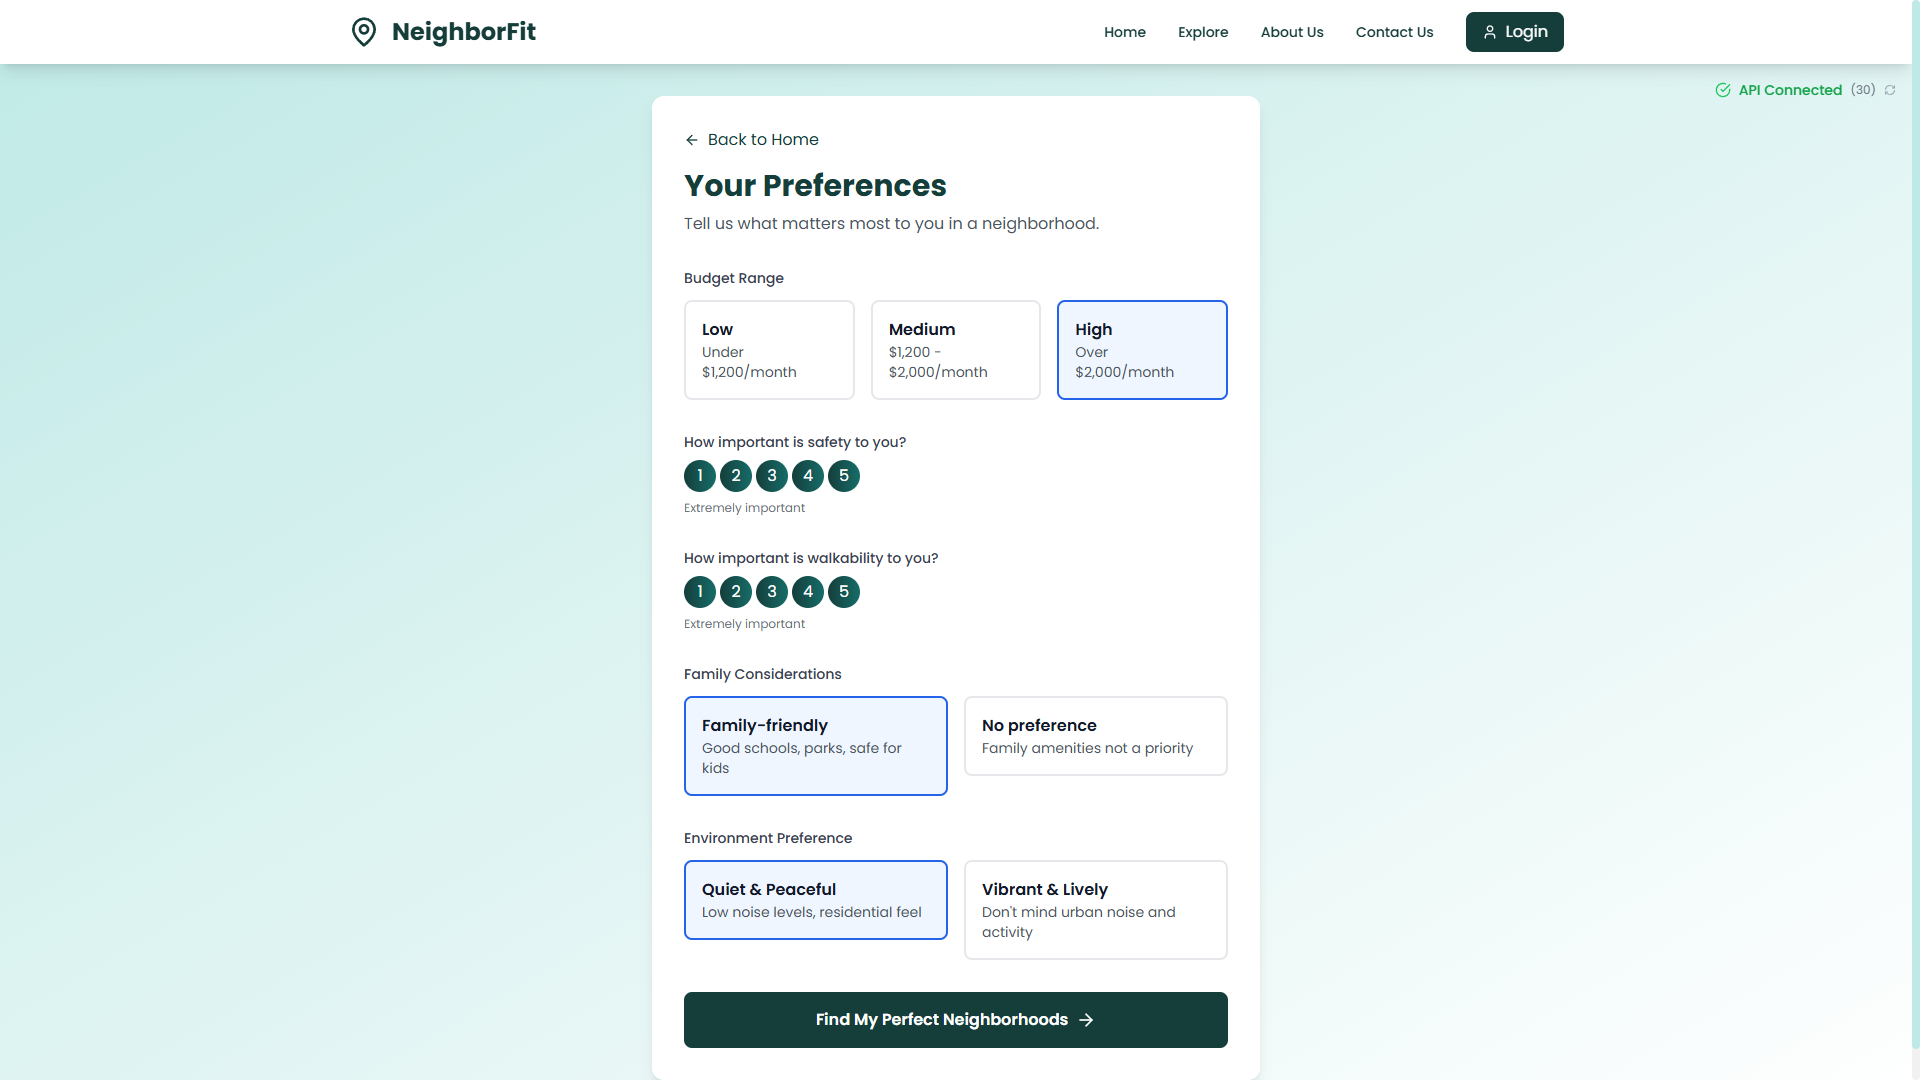 NeighborFit
Home
Explore
About Us
Contact Us
Login
API Connected (30)
Back to Home
Your Preferences
Tell us what matters most to you in a neighborhood.
Budget Range
Low
Under
$1,200/month
Medium
$1,200 -
$2,000/month
High
Over
$2,000/month
How important is safety to you?
1 2 3 4 5
Extremely important
How important is walkability to you?
1 2 3 4 5
Extremely important
Family Considerations
Family-friendly
Good schools, parks, safe for
kids
No preference
Family amenities not a priority
Environment Preference
Quiet & Peaceful
Low noise levels, residential feel
Vibrant & Lively
Don't mind urban noise and
activity
Find My Perfect Neighborhoods